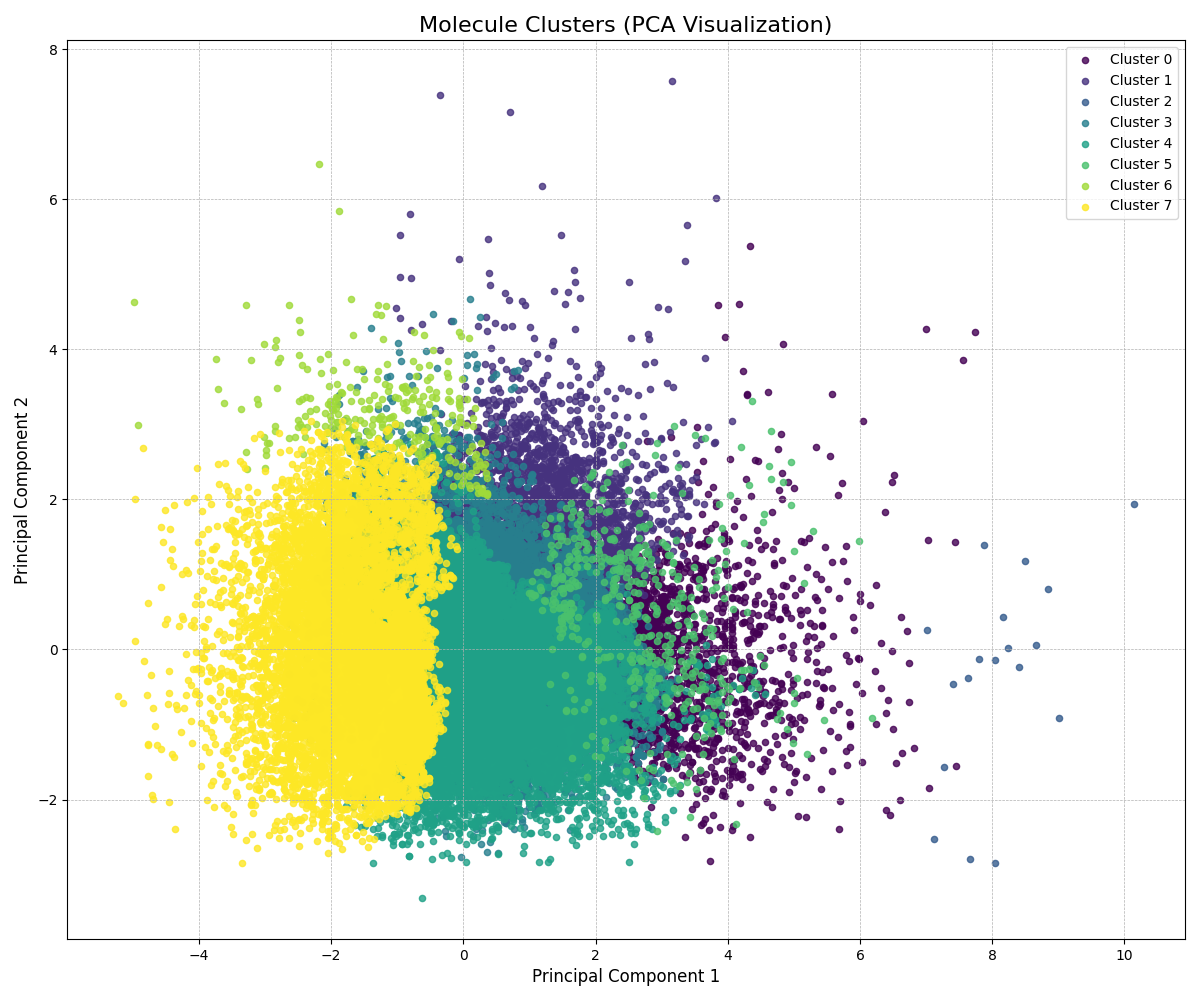 Molecule Clusters (PCA Visualization)
8
6
4
2
0
−2
Principal Component 2
Cluster 0
Cluster 1
Cluster 2
Cluster 3
Cluster 4
Cluster 5
Cluster 6
Cluster 7
−4
−2
0
2
4
6
8
10
Principal Component 1